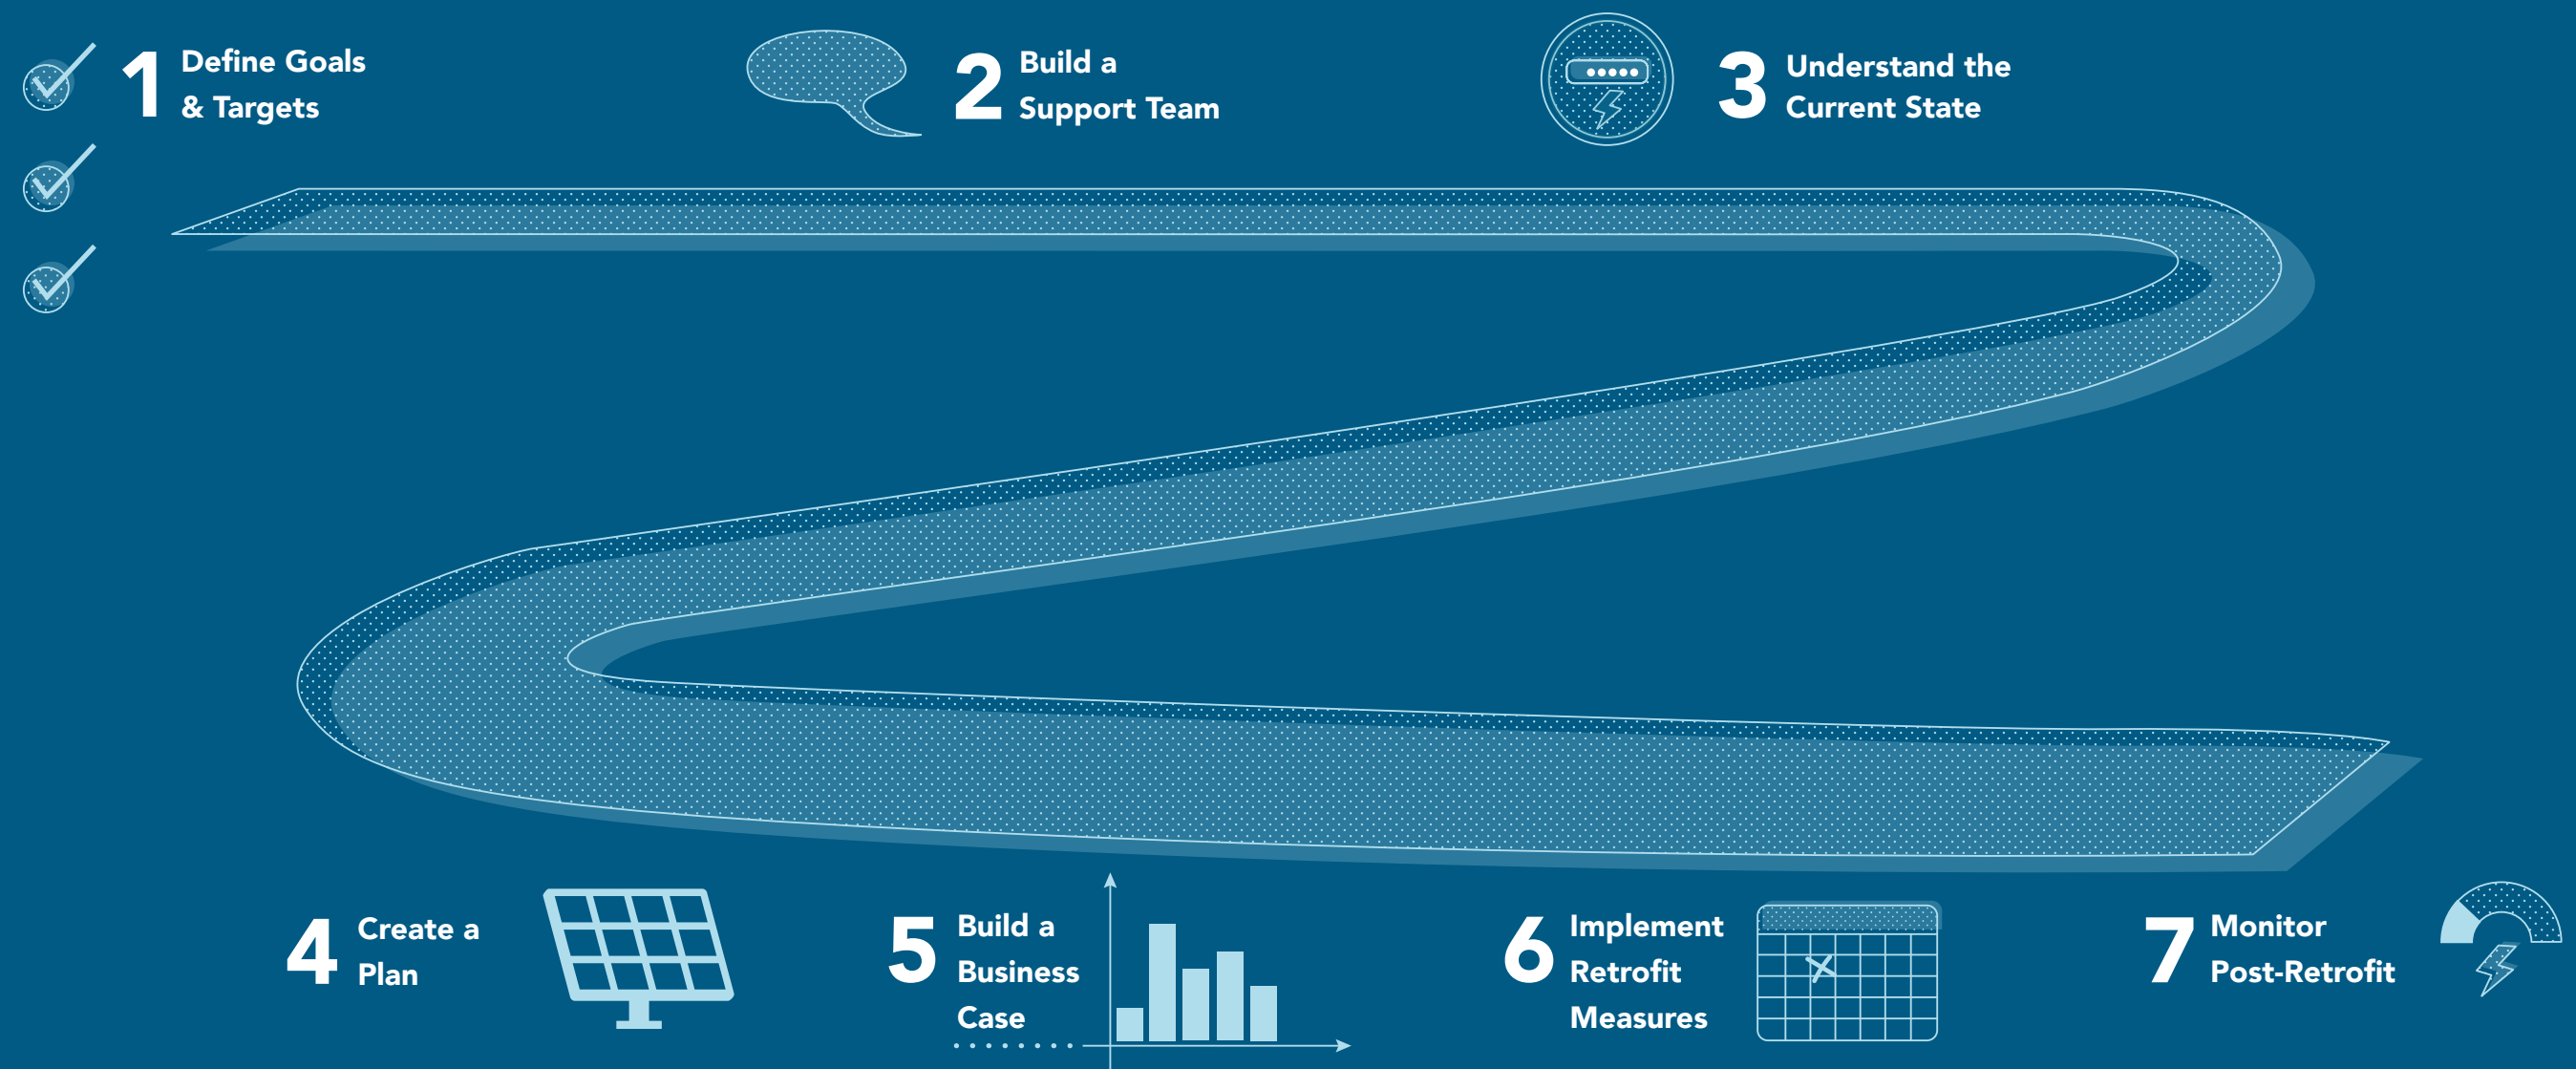 1 Define Goals
& Targets
2 Build a
Support Team
3 Understand the
Current State
4 Create a
Plan
5 Build a
Business
Case
6 Implement
Retrofit
Measures
7 Monitor
Post-Retrofit